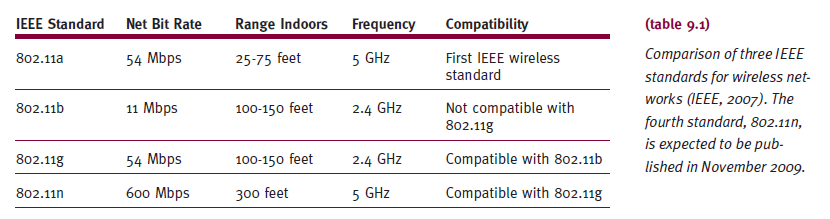 IEEE Standard Net Bit Rate Range Indoors Frequency Compatibility
802.11a 54 Mbps 25-75 feet 5 GHz First IEEE wireless
standard
802.11b 11 Mbps 100-150 feet 2.4 GHz Not compatible with
802.11g
802.11g 54 Mbps 100-150 feet 2.4 GHz Compatible with 802.11b
802.11n 600 Mbps 300 feet 5 GHz Compatible with 802.11g
(table 9.1)
Comparison of three IEEE
standards for wireless net-
works (IEEE, 2007). The
fourth standard, 802.11n,
is expected to be pub-
lished in November 2009.